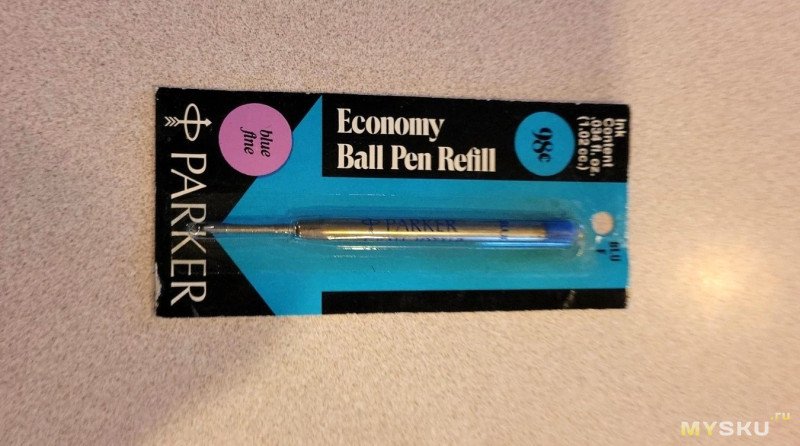 PARKER
blue
fine
Economy
Ball Pen Refill
98¢
Ink
Content
.034 fl. oz.
(1.02 cc.)
PARKER
BLU
F
MYSKU.ru